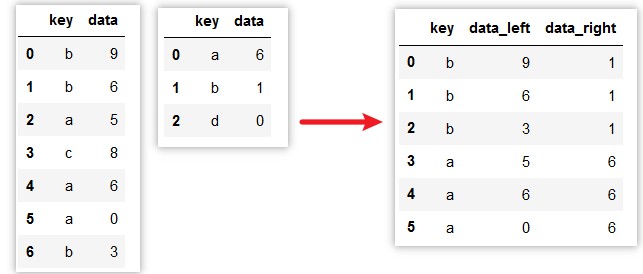 key data
0 b 9
1 b 6
2 a 5
3 c 8
4 a 6
5 a 0
6 b 3
key data
0 a 6
1 b 1
2 d 0
key data_left data_right
0 b 9 1
1 b 6 1
2 b 3 1
3 a 5 6
4 a 6 6
5 a 0 6